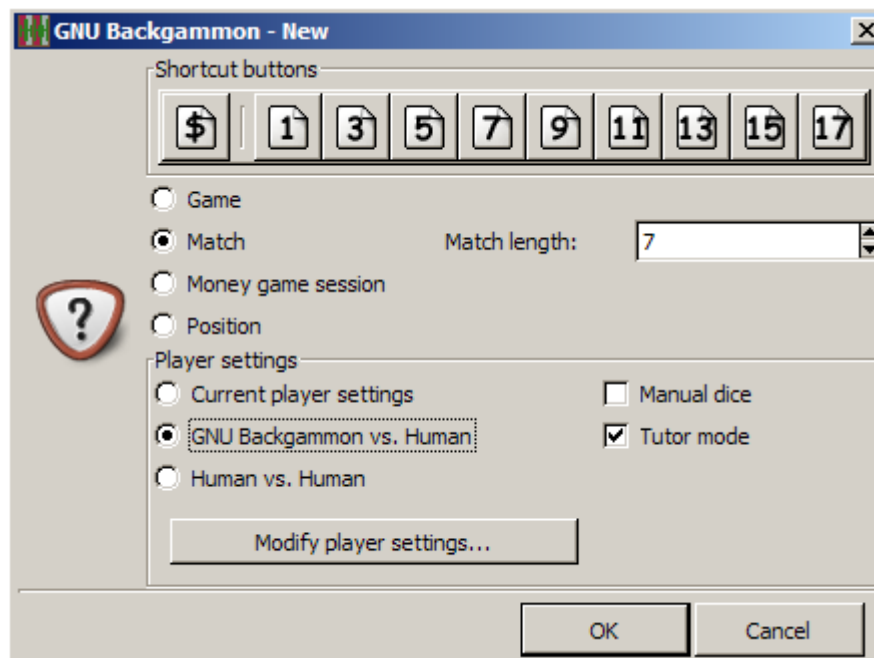 GNU Backgammon - New
Shortcut buttons
$ 1 3 5 7 9 11 13 15 17
Game
Match Match length: 7
Money game session
?
Position
Player settings
Current player settings Manual dice
GNU Backgammon vs. Human Tutor mode
Human vs. Human
Modify player settings...
OK Cancel